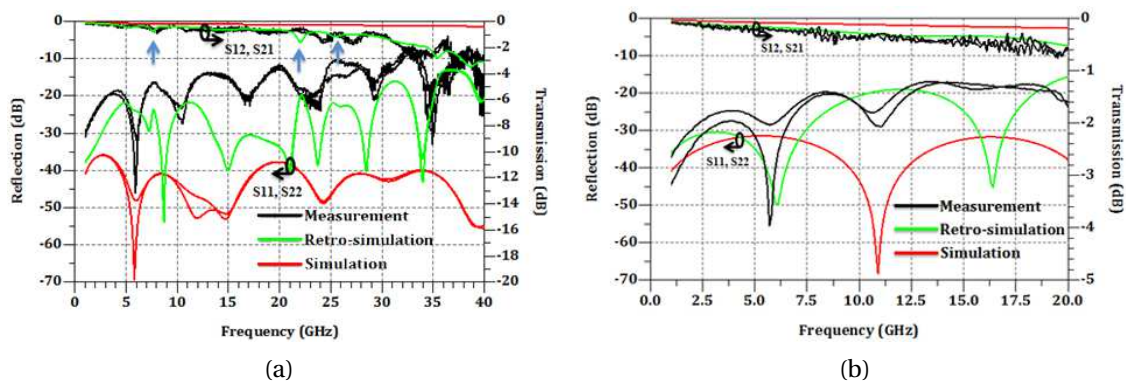 0
-10
-20
-30
-40
-50
-60
-70
Reflection (dB)
0
-2
-4
-6
-8
-10
-12
-14
-16
-18
-20
Transmission (dB)
S12, S21
S11, S22
Measurement
Retro-simulation
Simulation
0
5
10
15
20
25
30
35
40
Frequency (GHz)
(a)
0
-10
-20
-30
-40
-50
-60
-70
Reflection (dB)
0
-1
-2
-3
-4
-5
Transmission (dB)
S12, S21
S11, S22
Measurement
Retro-simulation
Simulation
0.0
2.5
5.0
7.5
10.0
12.5
15.0
17.5
20.0
Frequency (GHz)
(b)